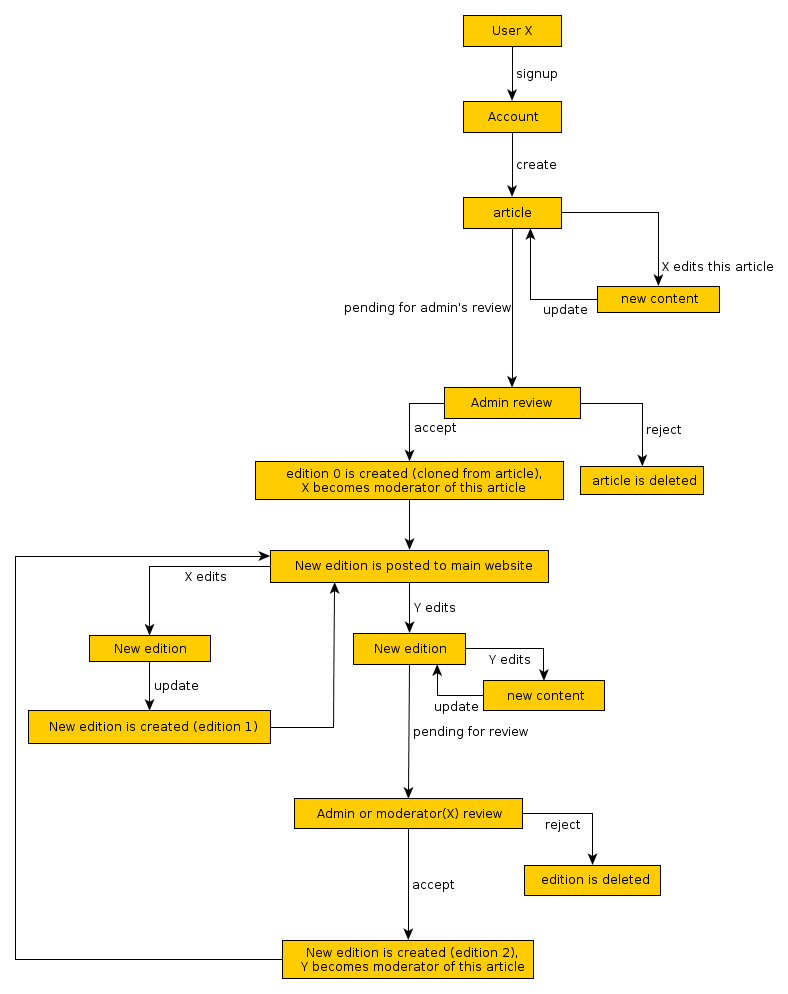 User X
signup
Account
create
article
X edits this article
new content
update
pending for admin's review
Admin review
accept
reject
edition 0 is created (cloned from article),
X becomes moderator of this article
article is deleted
New edition is posted to main website
X edits
Y edits
New edition
New edition
Y edits
update
new content
update
New edition is created (edition 1)
pending for review
Admin or moderator(X) review
reject
edition is deleted
accept
New edition is created (edition 2),
Y becomes moderator of this article